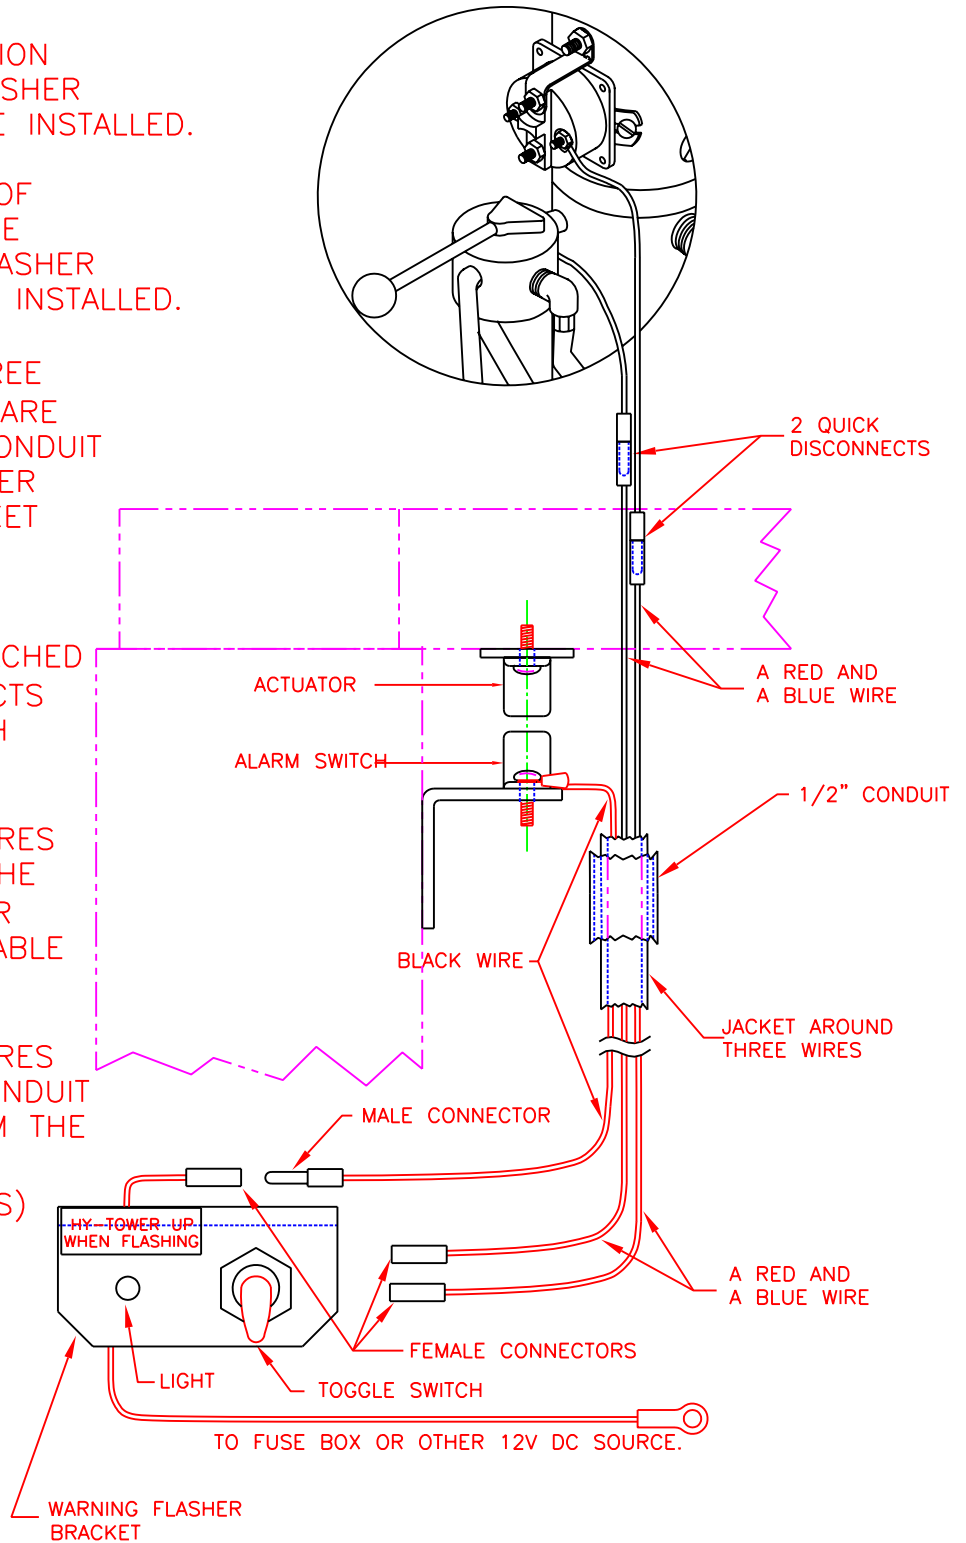 ION
SHER
E INSTALLED.
OF
E
ASHER
INSTALLED.
REE
ARE
ONDUIT
ER
EET
CHED
CTS
H
RES
HE
R
ABLE
RES
NDUIT
M THE
S)
2 QUICK
DISCONNECTS
ACTUATOR
A RED AND
A BLUE WIRE
ALARM SWITCH
1/2" CONDUIT
BLACK WIRE
JACKET AROUND
THREE WIRES
MALE CONNECTOR
HY-TOWER UP
WHEN FLASHING
A RED AND
A BLUE WIRE
FEMALE CONNECTORS
LIGHT
TOGGLE SWITCH
TO FUSE BOX OR OTHER 12V DC SOURCE.
WARNING FLASHER
BRACKET